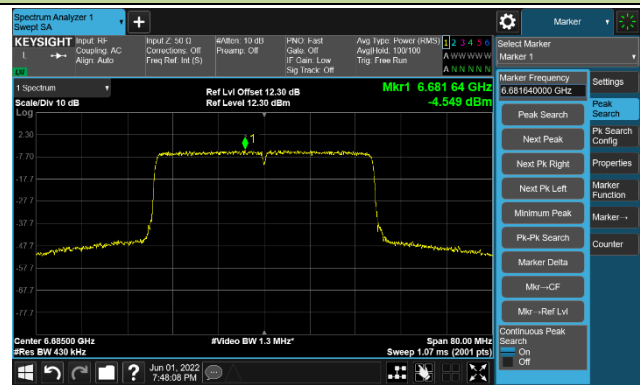 Spectrum Analyzer 1
Swept SA
+
Marker
KEYSIGHT
Input: RF
Coupling: AC
Align: Auto
Input Z: 50 Ω
Corrections: Off
Freq Ref: Int (S)
#Atten: 10 dB
Preamp: Off
PNO: Fast
Gate: Off
IF Gain: Low
Sig Track: Off
Avg Type: Power (RMS)
Avg|Hold: 100/100
Trig: Free Run
1 2 3 4 5 6
A W W W W W
A N N N N N
L
Select Marker
Marker 1
1 Spectrum
Scale/Div 10 dB
Log
Ref Lvl Offset 12.30 dB
Ref Level 12.30 dBm
Mkr1 6.681 64 GHz
-4.549 dBm
1
2.30
-7.70
-17.7
-27.7
-37.7
-47.7
-57.7
-67.7
-77.7
Center 6.68500 GHz
#Res BW 430 kHz
#Video BW 1.3 MHz*
Span 80.00 MHz
Sweep 1.07 ms (2001 pts)
Marker Frequency
6.681640000 GHz
Peak Search
Next Peak
Next Pk Right
Next Pk Left
Minimum Peak
Pk-Pk Search
Marker Delta
Mkr→CF
Mkr→Ref Lvl
Continuous Peak
Search
On
Off
Settings
Peak
Search
Pk Search
Config
Properties
Marker
Function
Marker→
Counter
?
Jun 01, 2022
7:48:08 PM